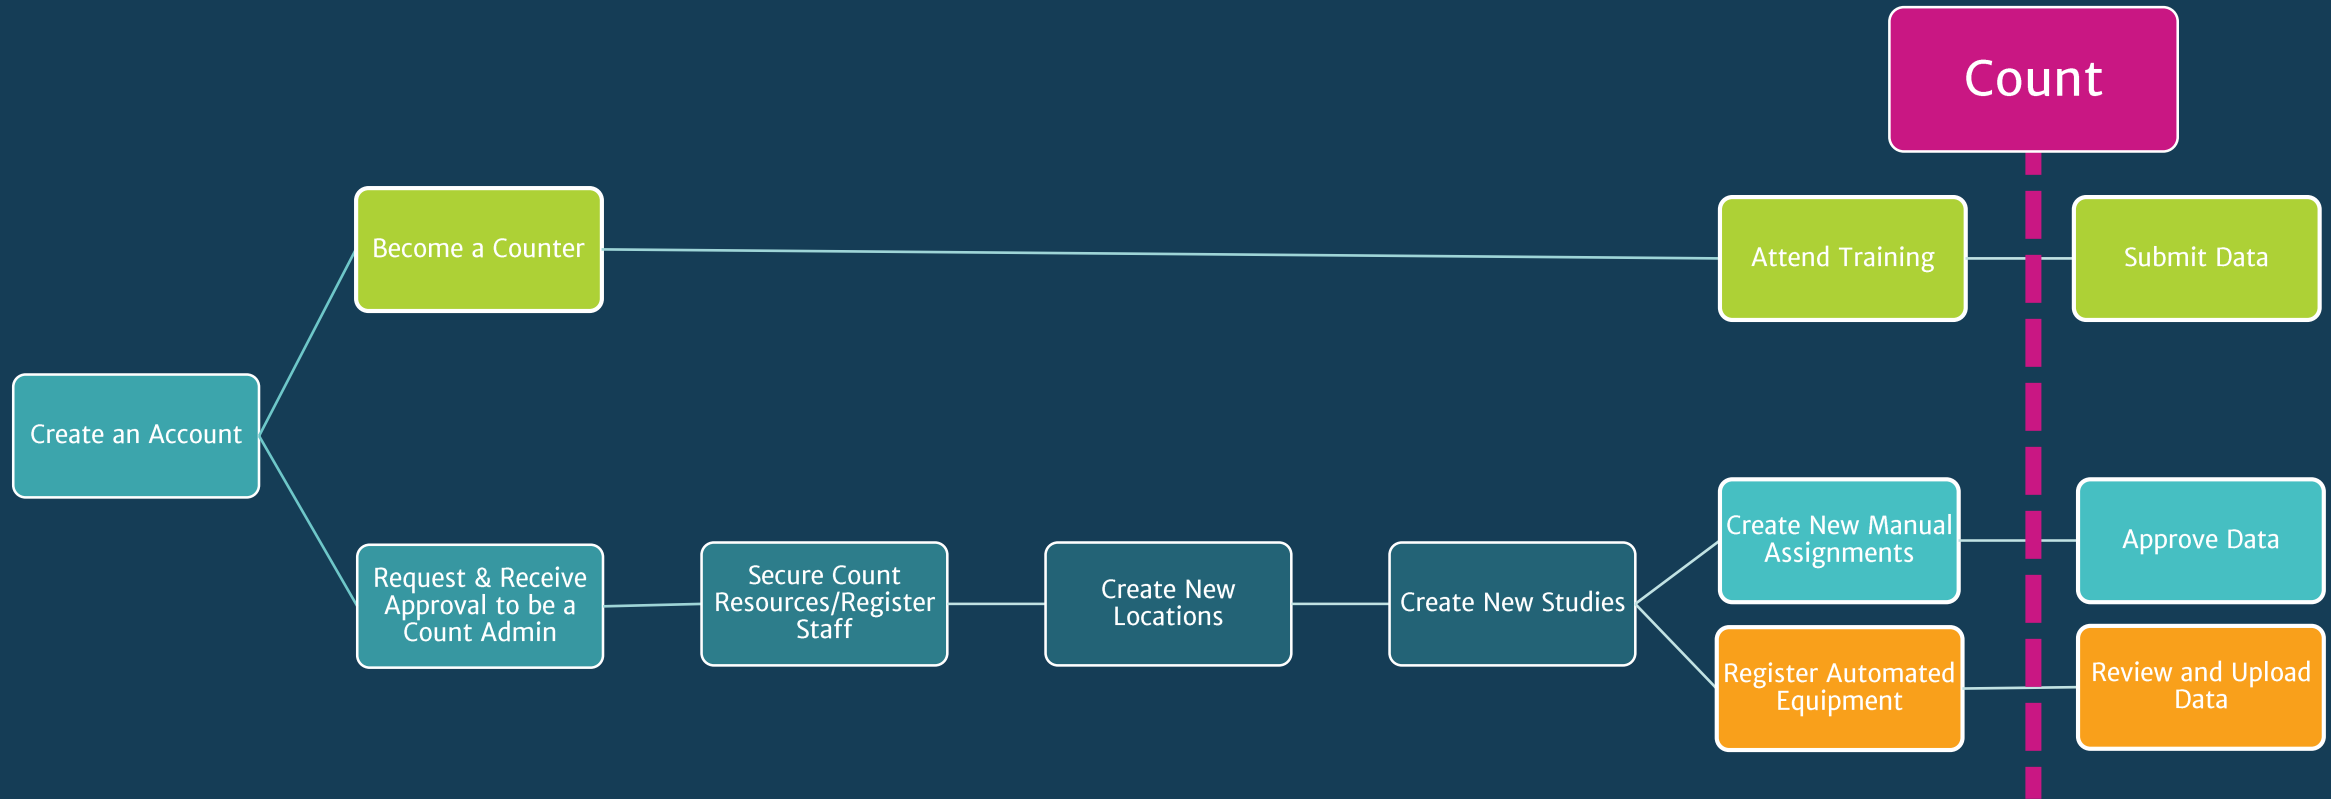 Count
Become a Counter
Attend Training
Submit Data
Create an Account
Request & Receive
Approval to be a
Count Admin
Secure Count
Resources/Register
Staff
Create New
Locations
Create New Studies
Create New Manual
Assignments
Approve Data
Register Automated
Equipment
Review and Upload
Data